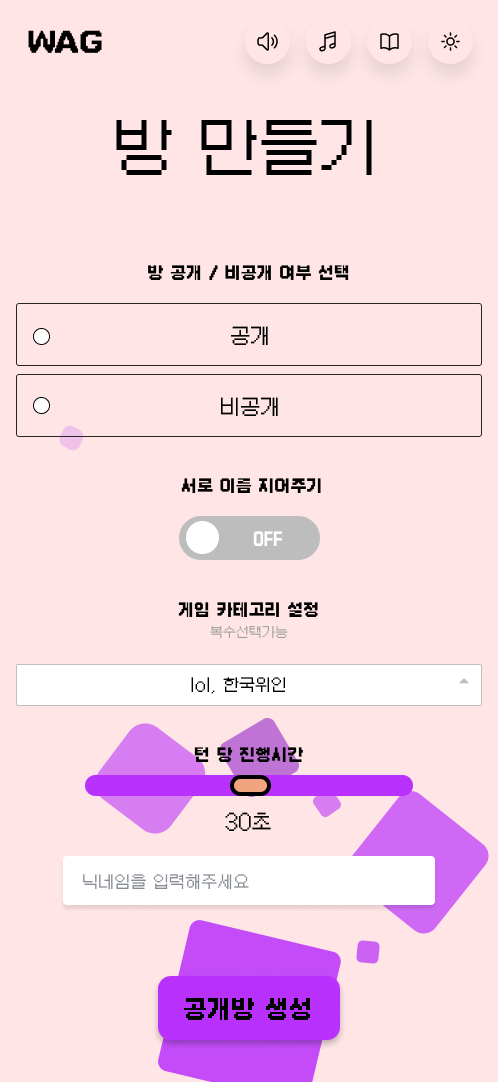 WAG
방 만들기
방 공개 / 비공개 여부 선택
공개
비공개
서로 이름 지어주기
OFF
게임 카테고리 설정
복수선택가능
lol, 한국위인
턴 당 진행시간
30초
닉네임을 입력해주세요
공개방 생성